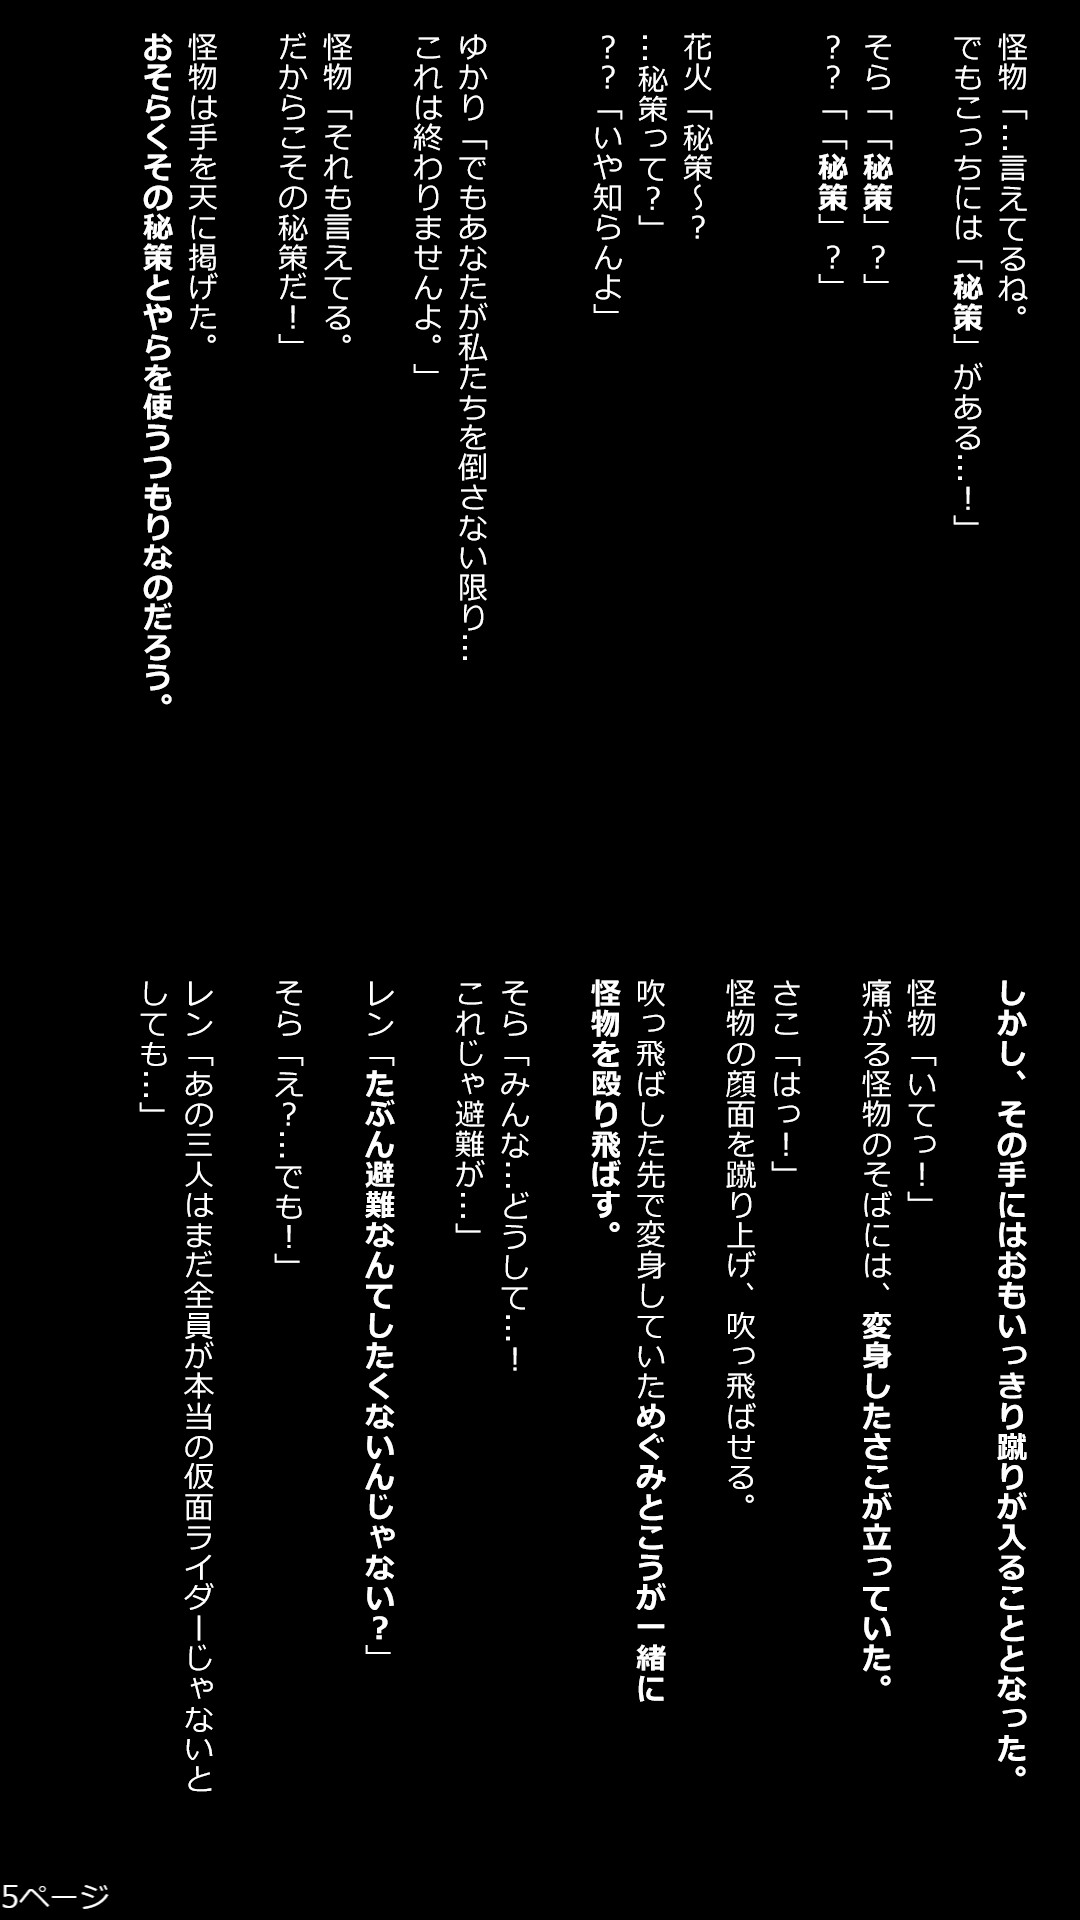 怪物「…言えてるね。
でもこっちには「秘策」がある…！」
そら「「秘策」？」
？？「「秘策」？」
花火「秘策～？
…秘策って？」
？？「いや知らんよ」
ゆかり「でもあなたが私たちを倒さない限り…
これは終わりませんよ。」
怪物「それも言えてる。
だからこその秘策だ！」
怪物は手を天に掲げた。
おそらくその秘策とやらを使うつもりなのだろう。
しかし、その手にはおもいっきり蹴りが入ることとなった。
怪物「いてっ！」
痛がる怪物のそばには、変身したさこが立っていた。
さこ「はっ！」
怪物の顔面を蹴り上げ、吹っ飛ばせる。
吹っ飛ばした先で変身していためぐみとこうが一緒に
怪物を殴り飛ばす。
そら「みんな…どうして…！
これじゃ避難が…」
レン「たぶん避難なんてしたくないんじゃない？」
そら「え？…でも！」
レン「あの三人はまだ全員が本当の仮面ライダーじゃないと
しても…」
5ページ